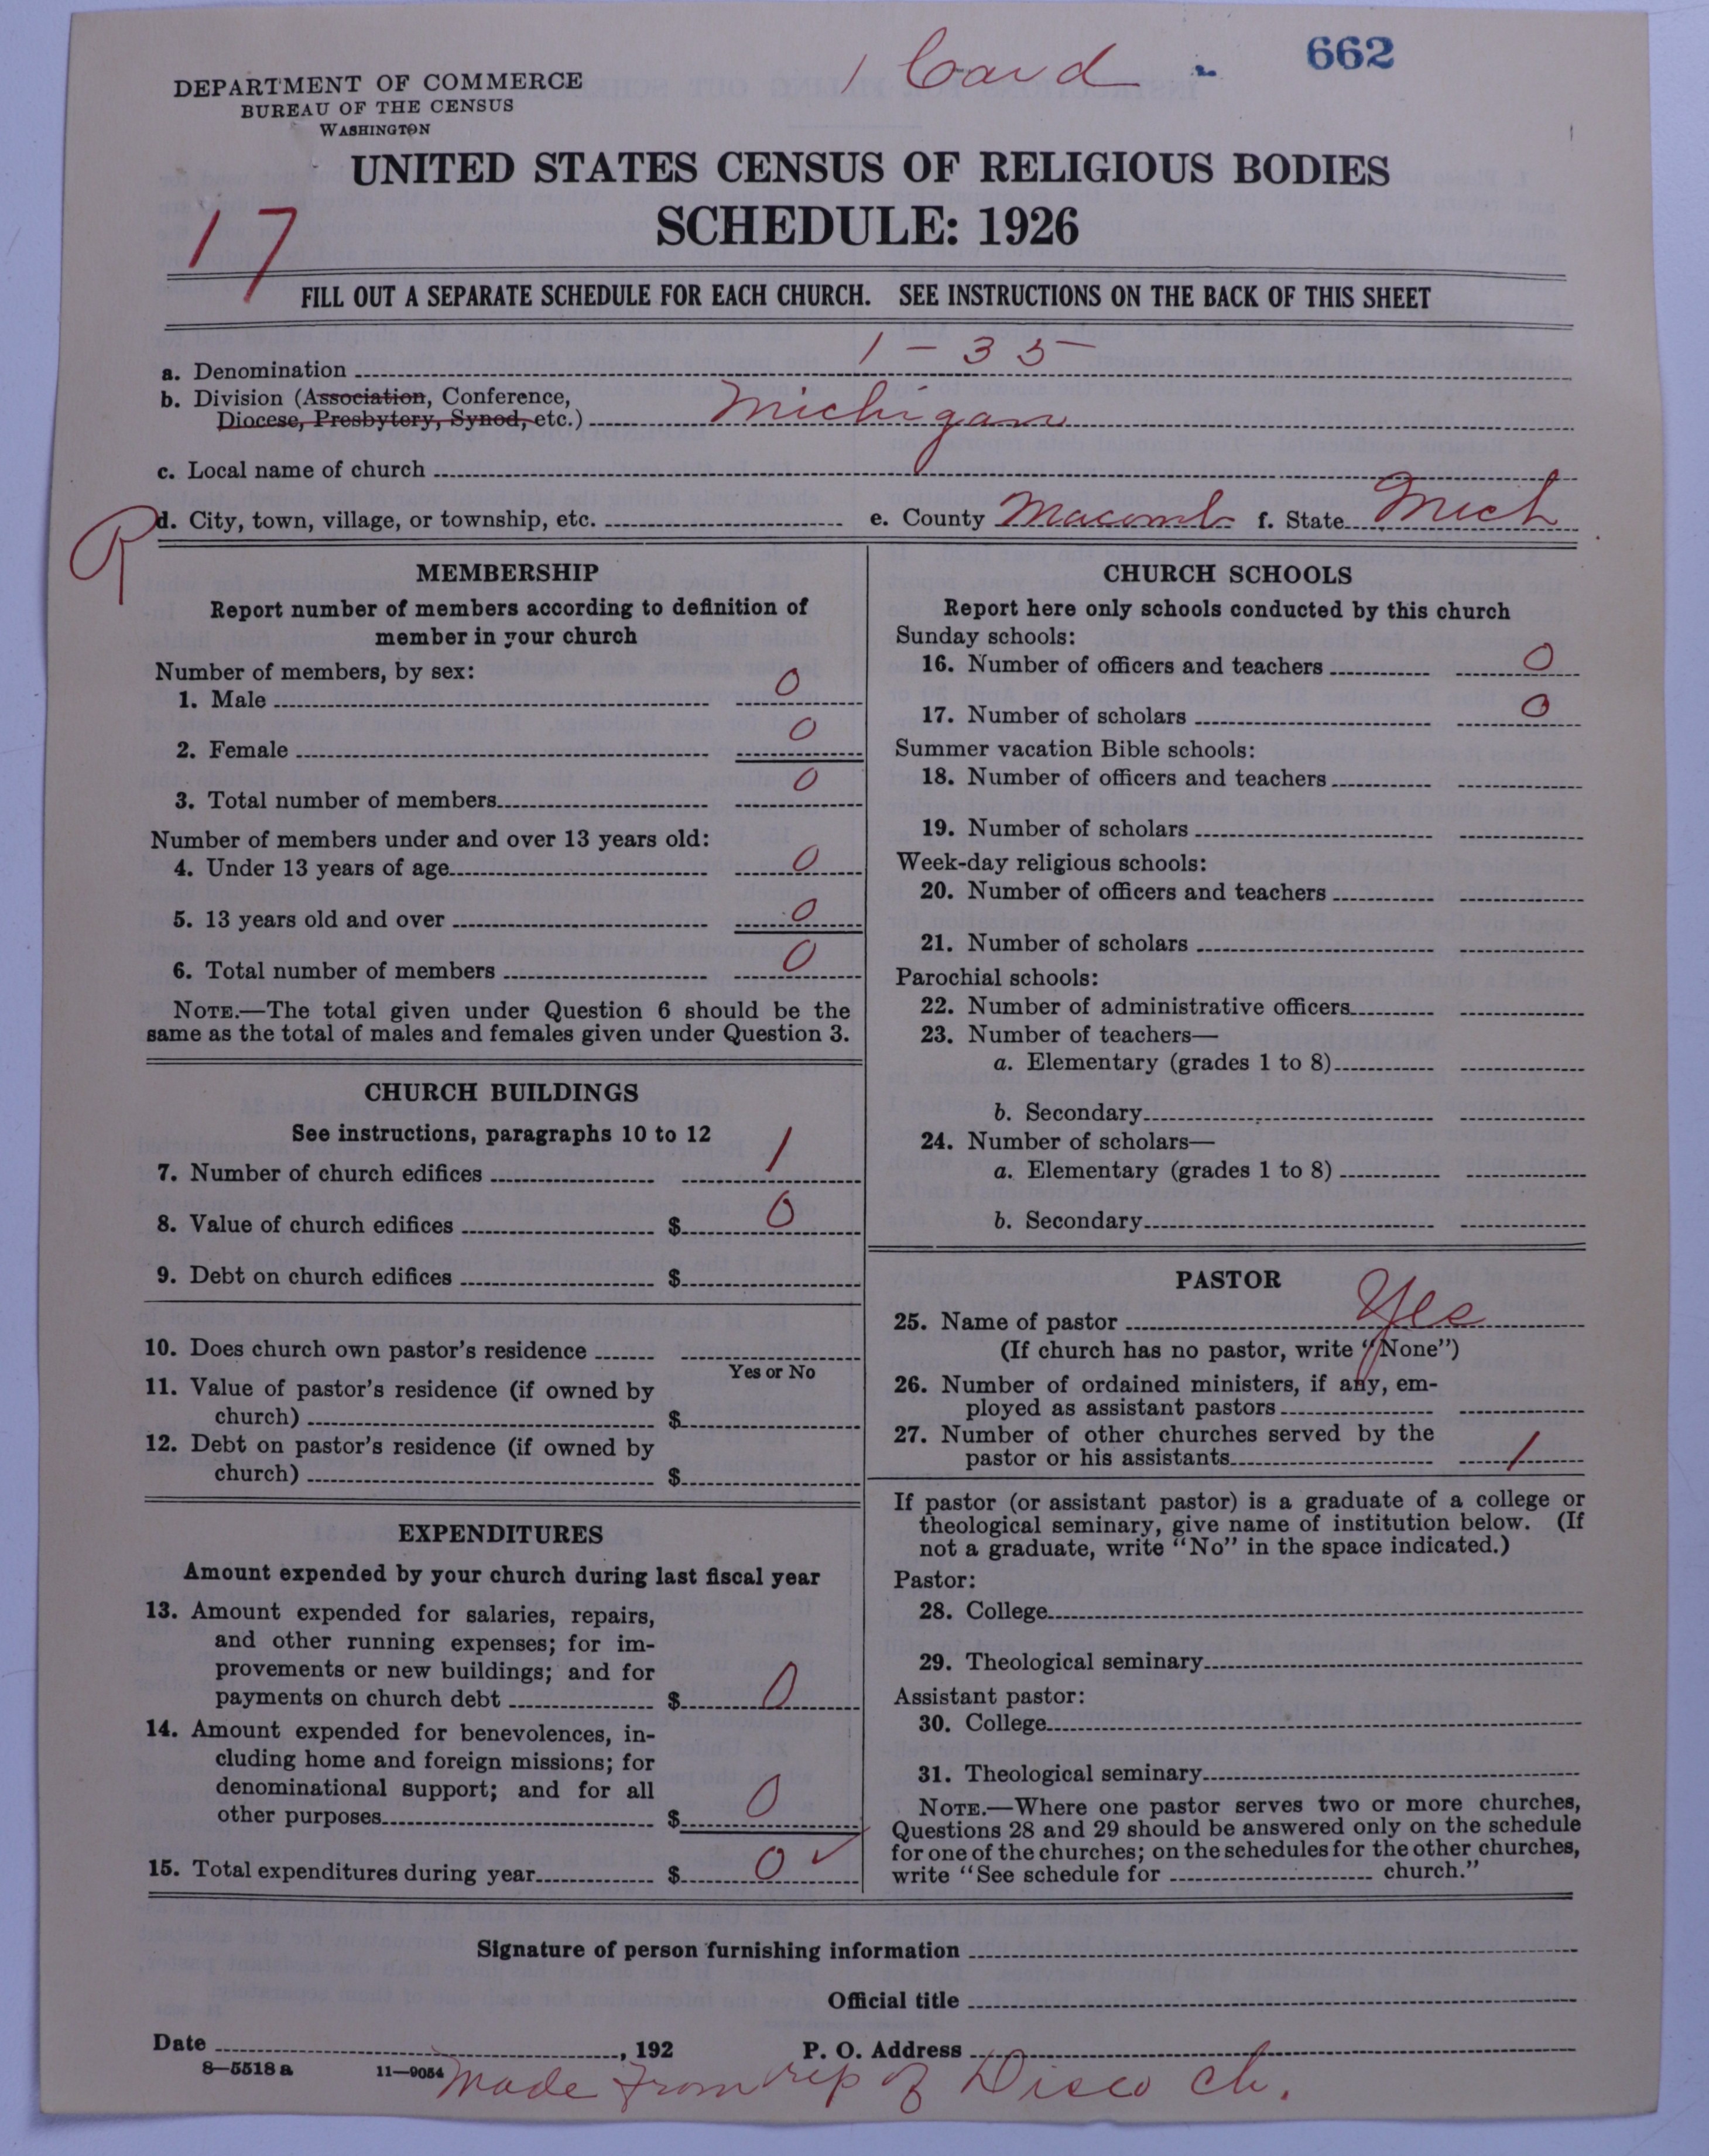 1 Card
662
DEPARTMENT OF COMMERCE
BUREAU OF THE CENSUS
WASHINGTON
UNITED STATES CENSUS OF RELIGIOUS BODIES
SCHEDULE: 1926
17
FILL OUT A SEPARATE SCHEDULE FOR EACH CHURCH. SEE INSTRUCTIONS ON THE BACK OF THIS SHEET
a. Denomination 1-35
b. Division (Association, Conference,
Diocese, Presbytery, Synod, etc.) Michigan
c. Local name of church
R
d. City, town, village, or township, etc. e. County Macomb f. State Mich
MEMBERSHIP
Report number of members according to definition of
member in your church
Number of members, by sex:
1. Male 0
2. Female 0
3. Total number of members 0
Number of members under and over 13 years old:
4. Under 13 years of age 0
5. 13 years old and over 0
6. Total number of members 0
NOTE.—The total given under Question 6 should be the
same as the total of males and females given under Question 3.
CHURCH BUILDINGS
See instructions, paragraphs 10 to 12
7. Number of church edifices 1
8. Value of church edifices $ 0
9. Debt on church edifices $
10. Does church own pastor's residence
Yes or No
11. Value of pastor's residence (if owned by
church) $
12. Debt on pastor's residence (if owned by
church) $
EXPENDITURES
Amount expended by your church during last fiscal year
13. Amount expended for salaries, repairs,
and other running expenses; for im-
provements or new buildings; and for
payments on church debt $ 0
14. Amount expended for benevolences, in-
cluding home and foreign missions; for
denominational support; and for all
other purposes $ 0
15. Total expenditures during year $ 0 ✓
CHURCH SCHOOLS
Report here only schools conducted by this church
Sunday schools:
16. Number of officers and teachers 0
17. Number of scholars 0
Summer vacation Bible schools:
18. Number of officers and teachers
19. Number of scholars
Week-day religious schools:
20. Number of officers and teachers
21. Number of scholars
Parochial schools:
22. Number of administrative officers
23. Number of teachers—
a. Elementary (grades 1 to 8)
b. Secondary
24. Number of scholars—
a. Elementary (grades 1 to 8)
b. Secondary
PASTOR
25. Name of pastor Yes
(If church has no pastor, write "None")
26. Number of ordained ministers, if any, em-
ployed as assistant pastors
27. Number of other churches served by the
pastor or his assistants 1
If pastor (or assistant pastor) is a graduate of a college or
theological seminary, give name of institution below. (If
not a graduate, write "No" in the space indicated.)
Pastor:
28. College
29. Theological seminary
Assistant pastor:
30. College
31. Theological seminary
NOTE.—Where one pastor serves two or more churches,
Questions 28 and 29 should be answered only on the schedule
for one of the churches; on the schedules for the other churches,
write "See schedule for church."
Signature of person furnishing information
Official title
Date , 192 P. O. Address
8—5518 a 11—9054
Made from rep of Disco ch.